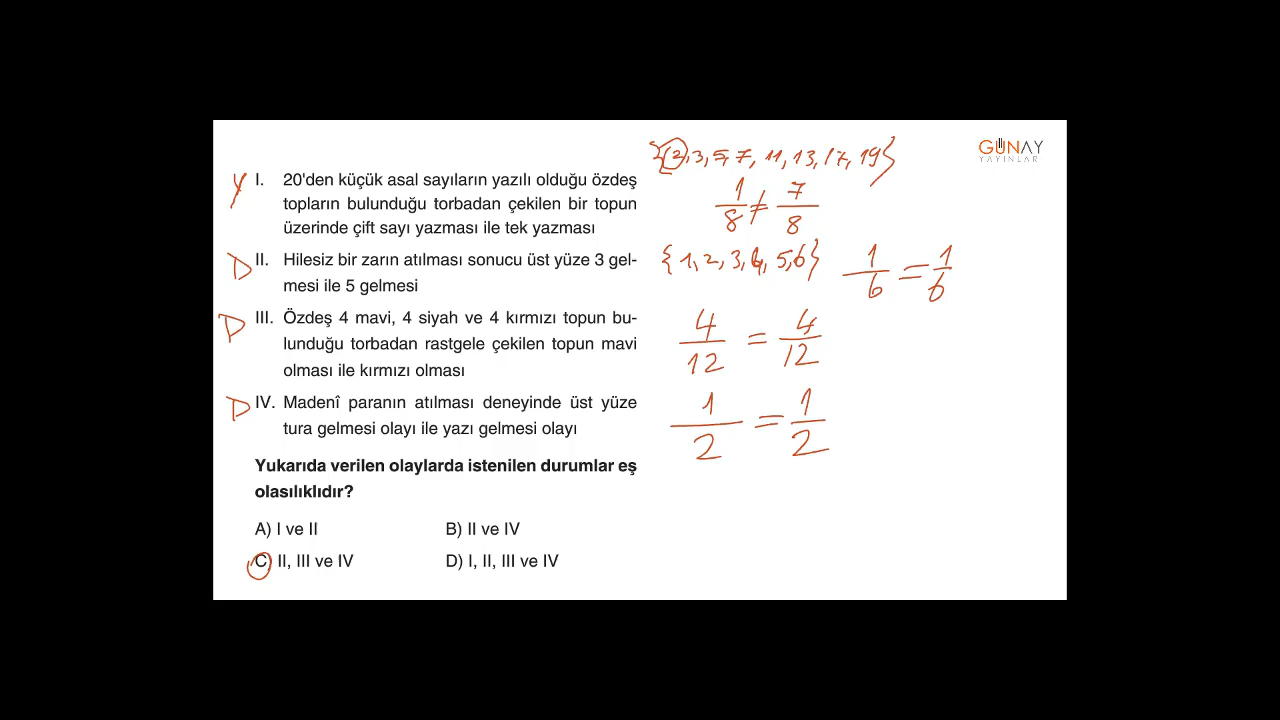 {2, 3, 5, 7, 11, 13, 17, 19}
GÜNAY
YAYINLAR
Y I. 20'den küçük asal sayıların yazılı olduğu özdeş
topların bulunduğu torbadan çekilen bir topun
üzerinde çift sayı yazması ile tek yazması
1/8 ≠ 7/8
D II. Hilesiz bir zarın atılması sonucu üst yüze 3 gel-
mesi ile 5 gelmesi
{1, 2, 3, 4, 5, 6} 1/6 = 1/6
D III. Özdeş 4 mavi, 4 siyah ve 4 kırmızı topun bu-
lunduğu torbadan rastgele çekilen topun mavi
olması ile kırmızı olması
4/12 = 4/12
D IV. Madenî paranın atılması deneyinde üst yüze
tura gelmesi olayı ile yazı gelmesi olayı
1/2 = 1/2
Yukarıda verilen olaylarda istenilen durumlar eş
olasılıklıdır?
A) I ve II B) II ve IV
C) II, III ve IV D) I, II, III ve IV